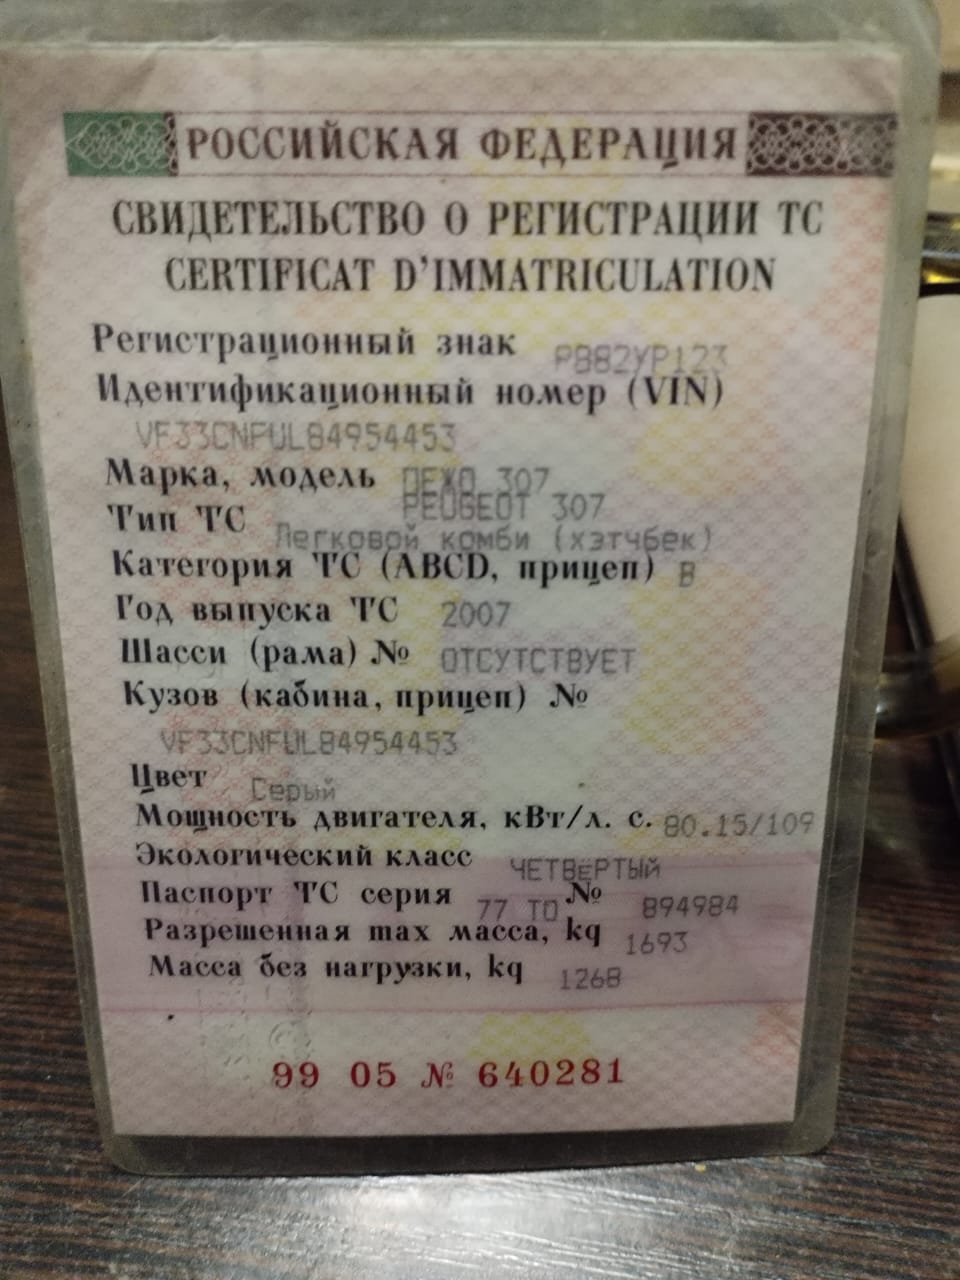 РОССИЙСКАЯ ФЕДЕРАЦИЯ
СВИДЕТЕЛЬСТВО О РЕГИСТРАЦИИ ТС
CERTIFICAT D'IMMATRICULATION
Регистрационный знак Р882УР123
Идентификационный номер (VIN)
VF33CNFUL84954453
Марка, модель ПЕЖО 307
PEUGEOT 307
Тип ТС Легковой комби (хэтчбек)
Категория ТС (ABCD, прицеп) B
Год выпуска ТС 2007
Шасси (рама) № ОТСУТСТВУЕТ
Кузов (кабина, прицеп) №
VF33CNFUL84954453
Цвет Серый
Мощность двигателя, кВт/л. с. 80.15/109
Экологический класс ЧЕТВЁРТЫЙ
Паспорт ТС серия 77 ТО № 894984
Разрешенная max масса, kg 1693
Масса без нагрузки, kg 1268
99 05 № 640281